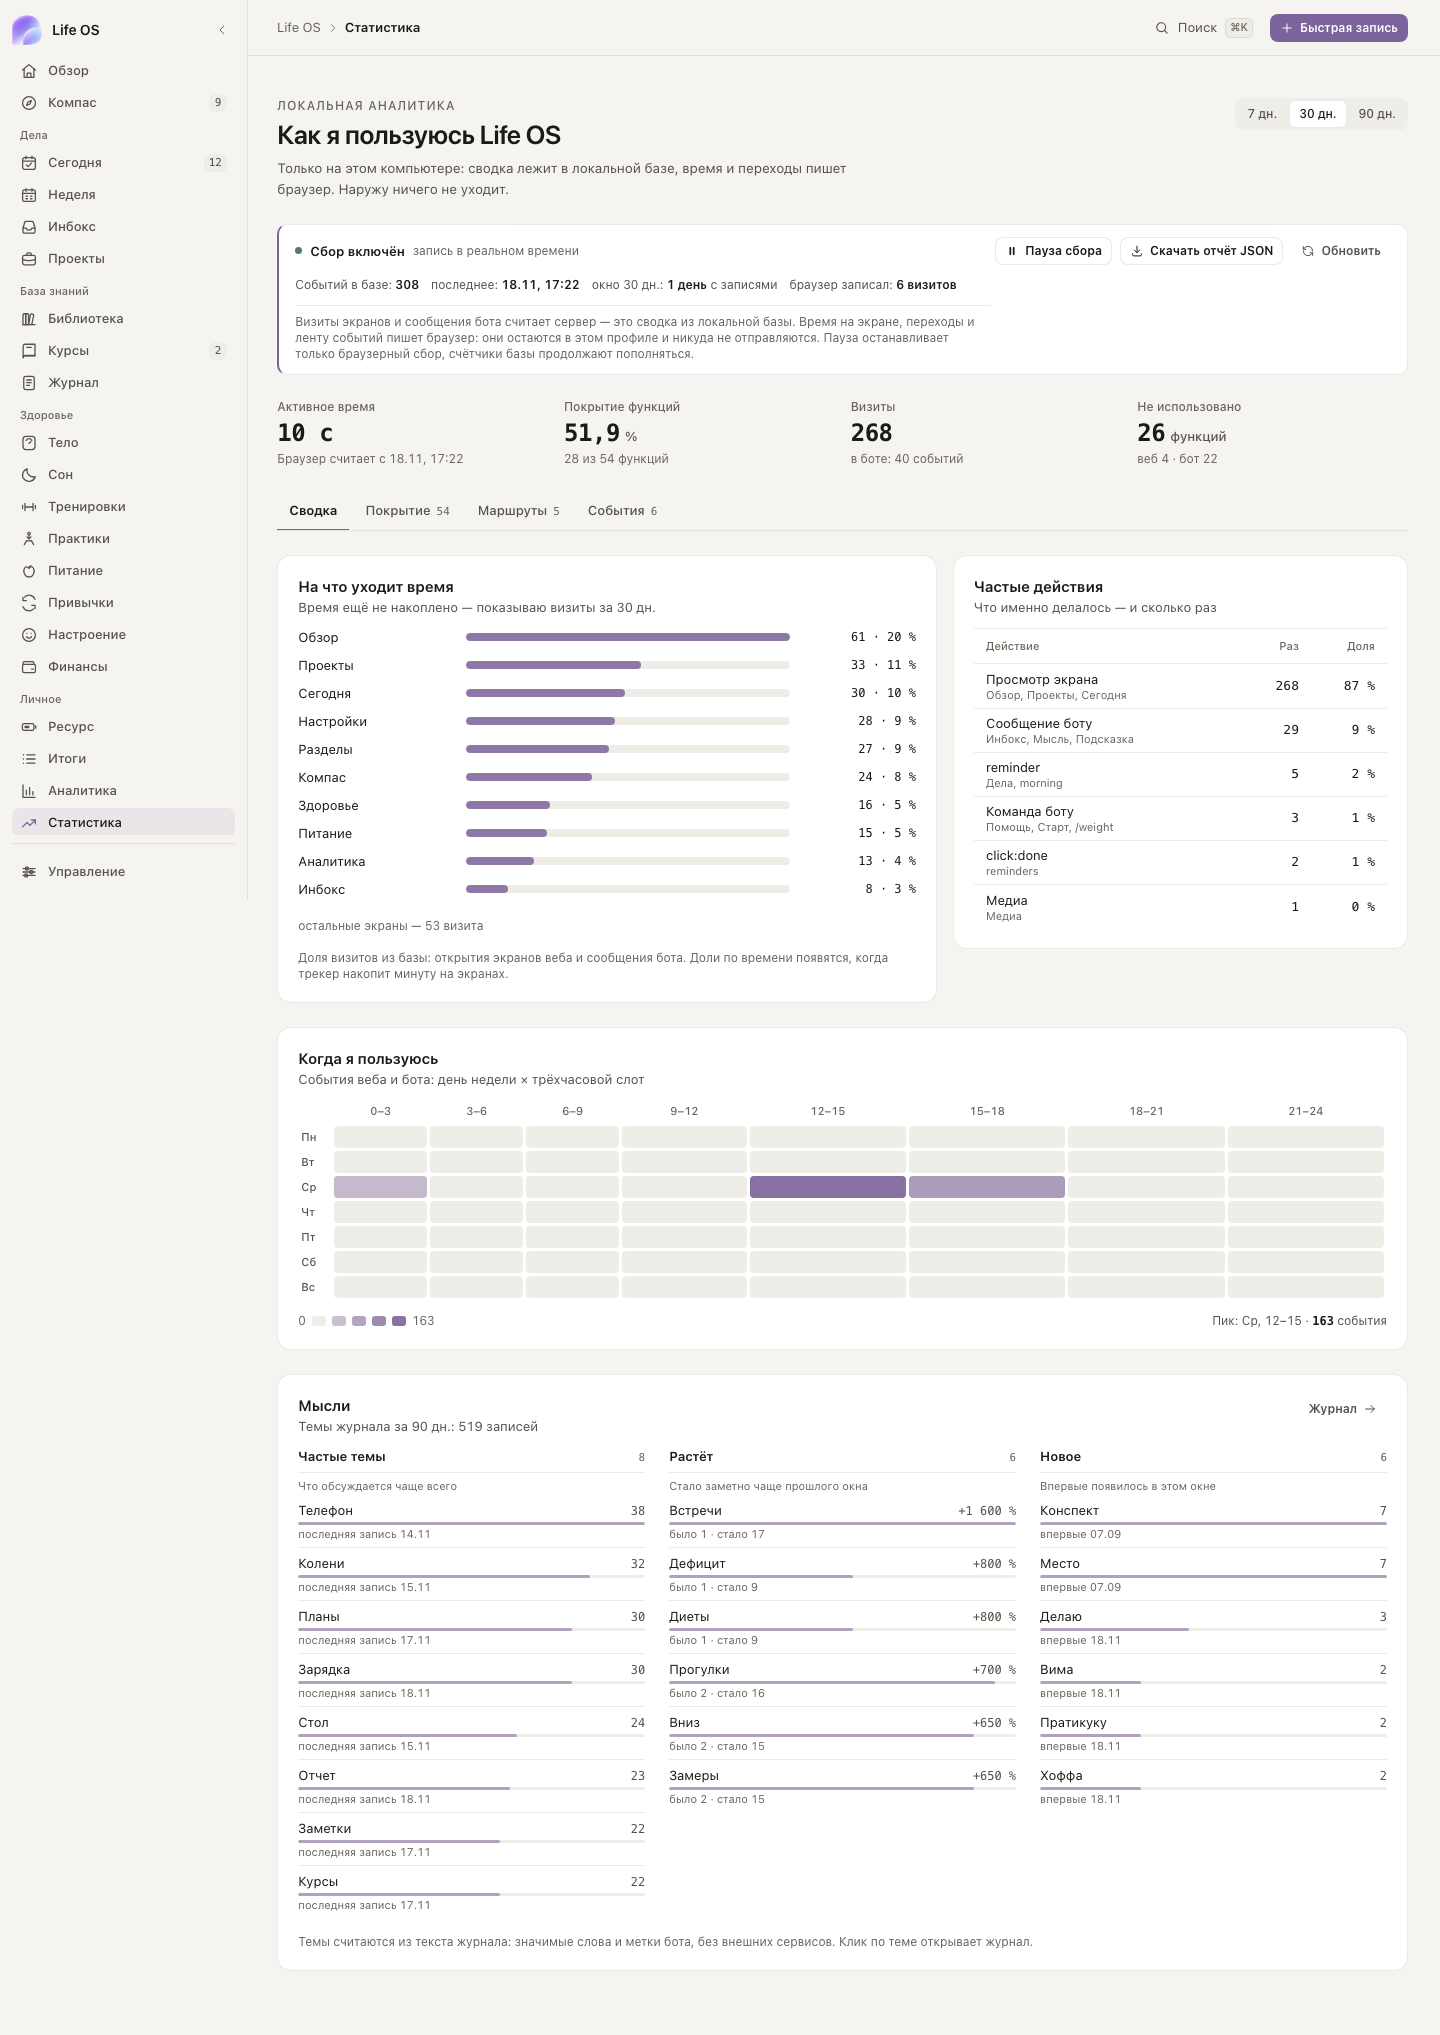 Life OS
Обзор
Компас 9
Дела
Сегодня 12
Неделя
Инбокс
Проекты
База знаний
Библиотека
Курсы 2
Журнал
Здоровье
Тело
Сон
Тренировки
Практики
Питание
Привычки
Настроение
Финансы
Личное
Ресурс
Итоги
Аналитика
Статистика
Управление
Life OS Статистика
Поиск ⌘K
Быстрая запись
ЛОКАЛЬНАЯ АНАЛИТИКА
Как я пользуюсь Life OS
Только на этом компьютере: сводка лежит в локальной базе, время и переходы пишет
браузер. Наружу ничего не уходит.
7 дн. 30 дн. 90 дн.
Сбор включён запись в реальном времени
Пауза сбора Скачать отчёт JSON Обновить
Событий в базе: 308 последнее: 18.11, 17:22 окно 30 дн.: 1 день с записями браузер записал: 6 визитов
Визиты экранов и сообщения бота считает сервер — это сводка из локальной базы. Время на экране, переходы и
ленту событий пишет браузер: они остаются в этом профиле и никуда не отправляются. Пауза останавливает
только браузерный сбор, счётчики базы продолжают пополняться.
Активное время
10 с
Браузер считает с 18.11, 17:22
Покрытие функций
51,9 %
28 из 54 функций
Визиты
268
в боте: 40 событий
Не использовано
26 функций
веб 4 · бот 22
Сводка Покрытие 54 Маршруты 5 События 6
На что уходит время
Время ещё не накоплено — показываю визиты за 30 дн.
Обзор 61 · 20 %
Проекты 33 · 11 %
Сегодня 30 · 10 %
Настройки 28 · 9 %
Разделы 27 · 9 %
Компас 24 · 8 %
Здоровье 16 · 5 %
Питание 15 · 5 %
Аналитика 13 · 4 %
Инбокс 8 · 3 %
остальные экраны — 53 визита
Доля визитов из базы: открытия экранов веба и сообщения бота. Доли по времени появятся, когда
трекер накопит минуту на экранах.
Частые действия
Что именно делалось — и сколько раз
Действие Раз Доля
Просмотр экрана 268 87 %
Обзор, Проекты, Сегодня
Сообщение боту 29 9 %
Инбокс, Мысль, Подсказка
reminder 5 2 %
Дела, morning
Команда боту 3 1 %
Помощь, Старт, /weight
click:done 2 1 %
reminders
Медиа 1 0 %
Медиа
Когда я пользуюсь
События веба и бота: день недели × трёхчасовой слот
0–3 3–6 6–9 9–12 12–15 15–18 18–21 21–24
Пн
Вт
Ср
Чт
Пт
Сб
Вс
0 163
Пик: Ср, 12–15 · 163 события
Мысли
Темы журнала за 90 дн.: 519 записей
Журнал →
Частые темы 8
Что обсуждается чаще всего
Телефон 38
последняя запись 14.11
Колени 32
последняя запись 15.11
Планы 30
последняя запись 17.11
Зарядка 30
последняя запись 18.11
Стол 24
последняя запись 15.11
Отчет 23
последняя запись 18.11
Заметки 22
последняя запись 17.11
Курсы 22
последняя запись 17.11
Растёт 6
Стало заметно чаще прошлого окна
Встречи +1 600 %
было 1 · стало 17
Дефицит +800 %
было 1 · стало 9
Диеты +800 %
было 1 · стало 9
Прогулки +700 %
было 2 · стало 16
Вниз +650 %
было 2 · стало 15
Замеры +650 %
было 2 · стало 15
Новое 6
Впервые появилось в этом окне
Конспект 7
впервые 07.09
Место 7
впервые 07.09
Делаю 3
впервые 18.11
Вима 2
впервые 18.11
Пратикуку 2
впервые 18.11
Хоффа 2
впервые 18.11
Темы считаются из текста журнала: значимые слова и метки бота, без внешних сервисов. Клик по теме открывает журнал.